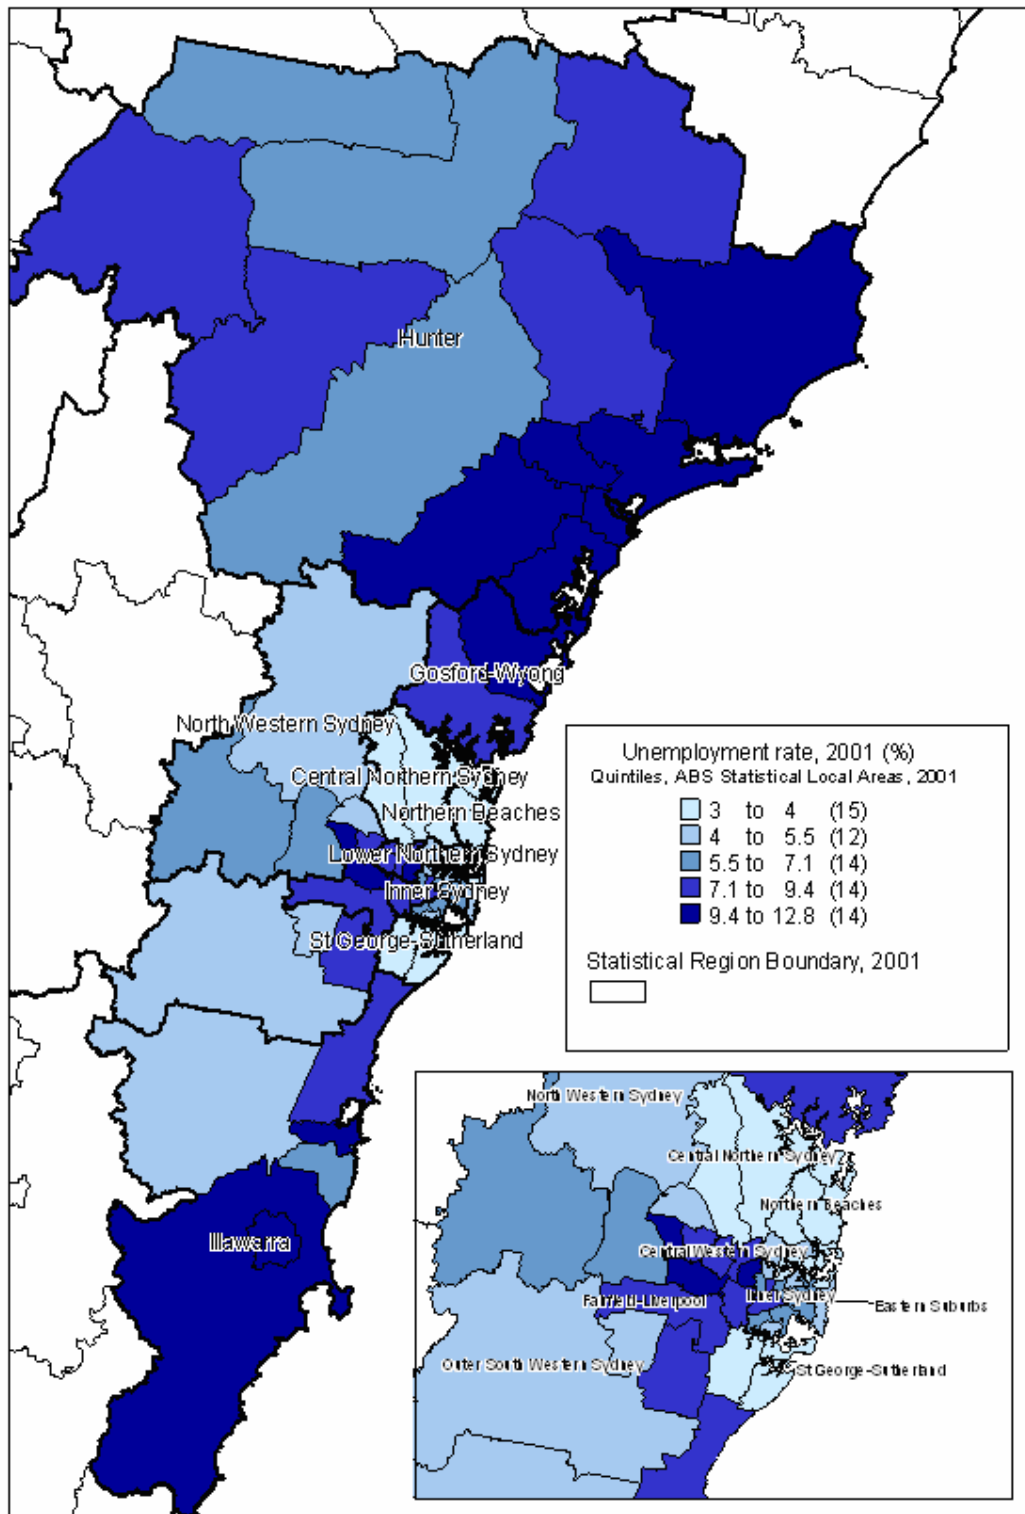 Hunter
Gosford-Wyong
North Western Sydney
Central Northern Sydney
Northern Beaches
Lower Northern Sydney
Inner Sydney
St George-Sutherland
Illawarra
Unemployment rate, 2001 (%)
Quintiles, ABS Statistical Local Areas, 2001
3 to 4 (15)
4 to 5.5 (12)
5.5 to 7.1 (14)
7.1 to 9.4 (14)
9.4 to 12.8 (14)
Statistical Region Boundary, 2001
North Western Sydney
Central Northern Sydney
Northern Beaches
Central Western Sydney
Fairfield-Liverpool
Inner Sydney
Eastern Suburbs
Outer South Western Sydney
St George-Sutherland